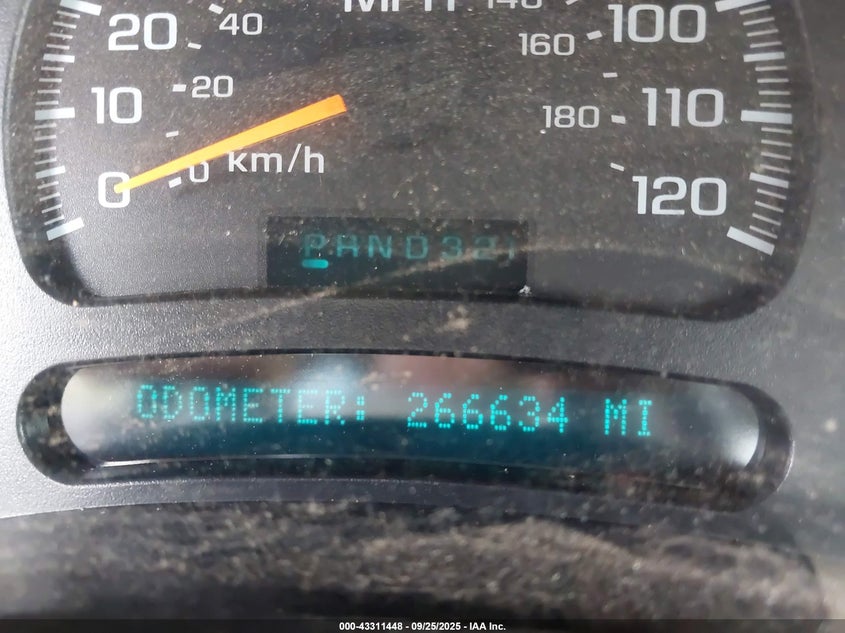 MPH 140
20 40 160 100
10 20 180 110
0 0 km/h 120
PRND321
ODOMETER: 266634 MI
000-43311448 - 09/25/2025 - IAA Inc.